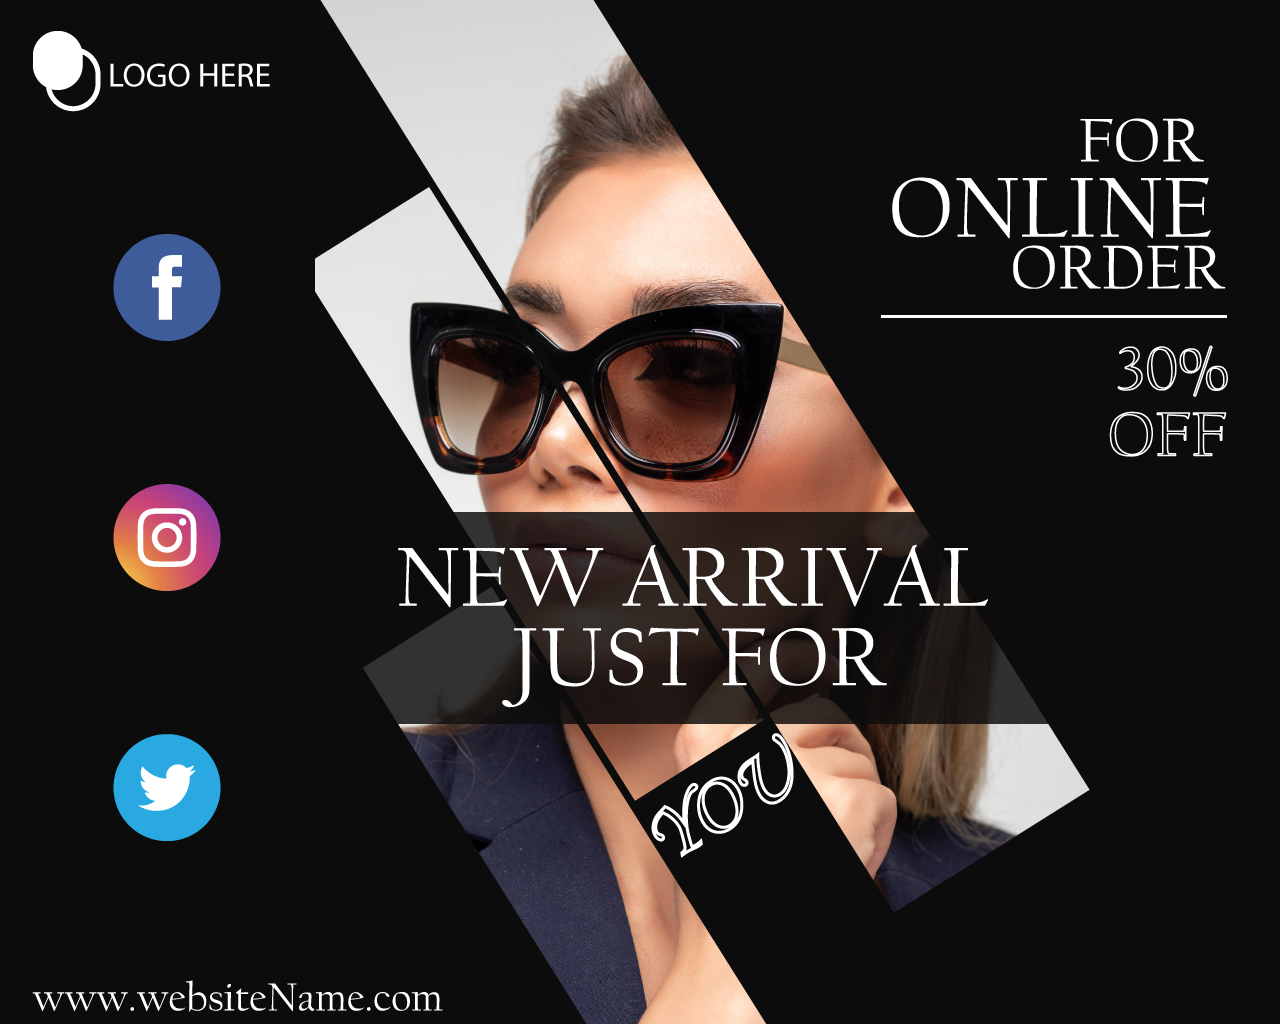 LOGO HERE
FOR
ONLINE
ORDER
30%
OFF
NEW ARRIVAL
JUST FOR
YOU
www.websiteName.com